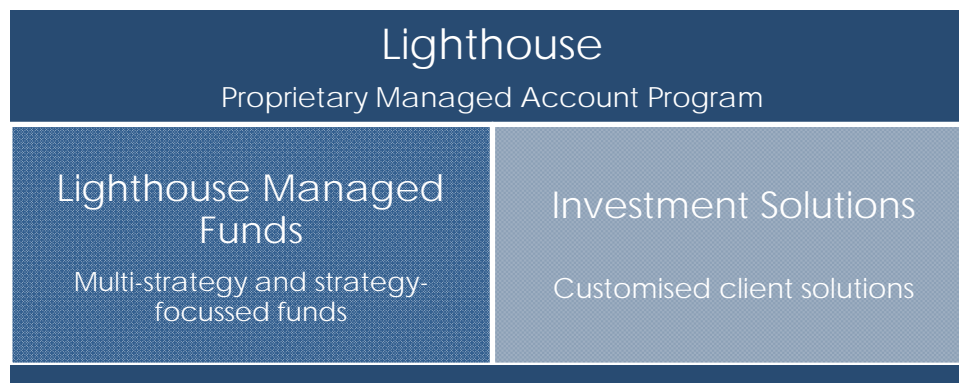 Lighthouse
Proprietary Managed Account Program
Lighthouse Managed
Funds
Multi-strategy and strategy-
focussed funds
Investment Solutions
Customised client solutions